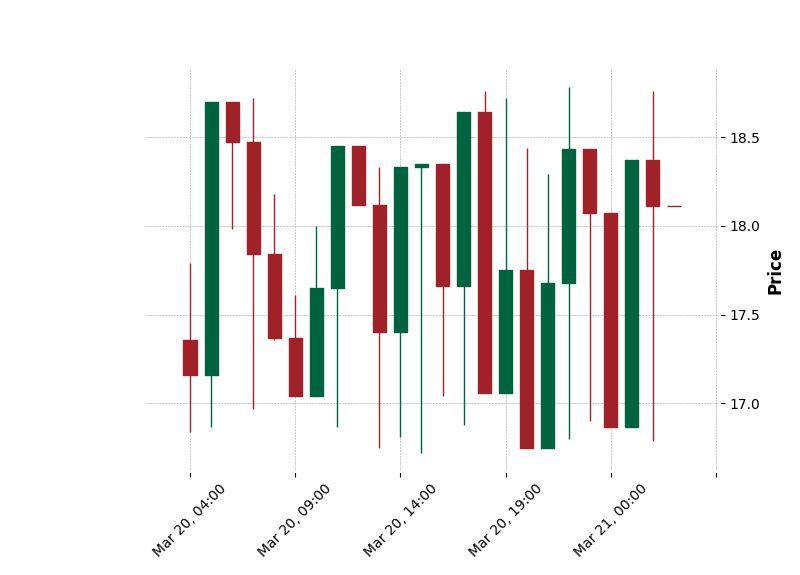 18.5
18.0
17.5
17.0
Price
Mar 20, 04:00
Mar 20, 09:00
Mar 20, 14:00
Mar 20, 19:00
Mar 21, 00:00